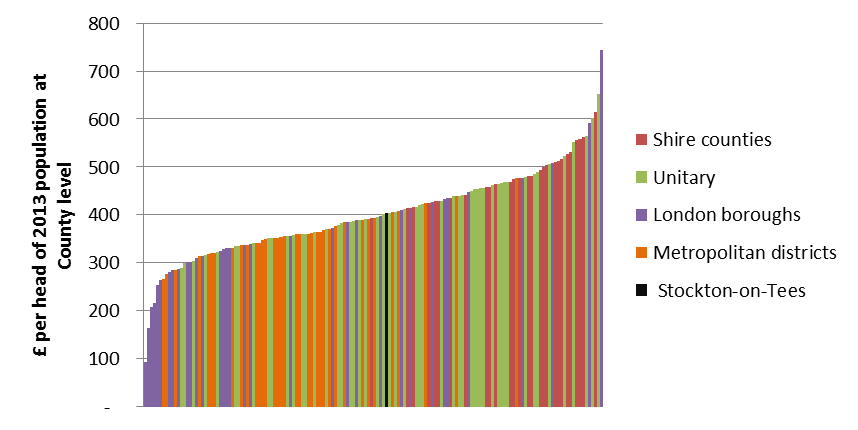 £ per head of 2013 population at
County level
800
700
600
500
400
300
200
100
-
Shire counties
Unitary
London boroughs
Metropolitan districts
Stockton-on-Tees